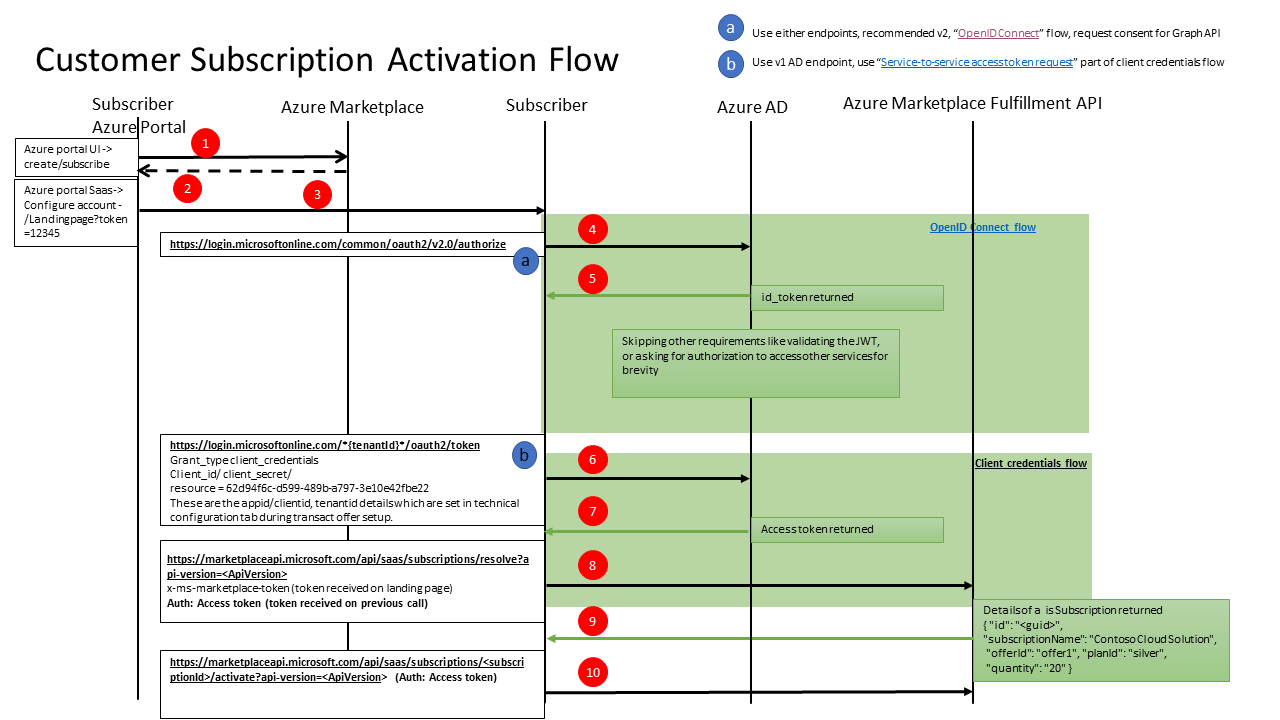 Customer Subscription Activation Flow
a
Use either endpoints, recommended v2, “OpenID Connect” flow, request consent for Graph API
b
Use v1 AD endpoint, use “Service-to-service access token request” part of client credentials flow
Subscriber
Azure Portal
Azure Marketplace
Subscriber
Azure AD
Azure Marketplace Fulfillment API
Azure portal UI ->
create/subscribe
1
2
Azure portal Saas->
Configure account -
/Landingpage?token
=12345
3
4
OpenID Connect flow
https://login.microsoftonline.com/common/oauth2/v2.0/authorize
a
5
id_token returned
Skipping other requirements like validating the JWT,
or asking for authorization to access other services for
brevity
https://login.microsoftonline.com/*{tenantId}*/oauth2/token
Grant_type client_credentials
Client_id/ client_secret/
resource = 62d94f6c-d599-489b-a797-3e10e42fbe22
These are the appid/clientid, tenantid details which are set in technical
configuration tab during transact offer setup.
b
6
Client credentials flow
7
Access token returned
https://marketplaceapi.microsoft.com/api/saas/subscriptions/resolve?a
pi-version=<ApiVersion>
x-ms-marketplace-token (token received on landing page)
Auth: Access token (token received on previous call)
8
9
Details of a is Subscription returned
{ "id": "<guid>",
"subscriptionName": "Contoso Cloud Solution",
"offerId": "offer1", "planId": "silver",
"quantity": "20" }
https://marketplaceapi.microsoft.com/api/saas/subscriptions/<subscri
ptionId>/activate?api-version=<ApiVersion> (Auth: Access token)
10